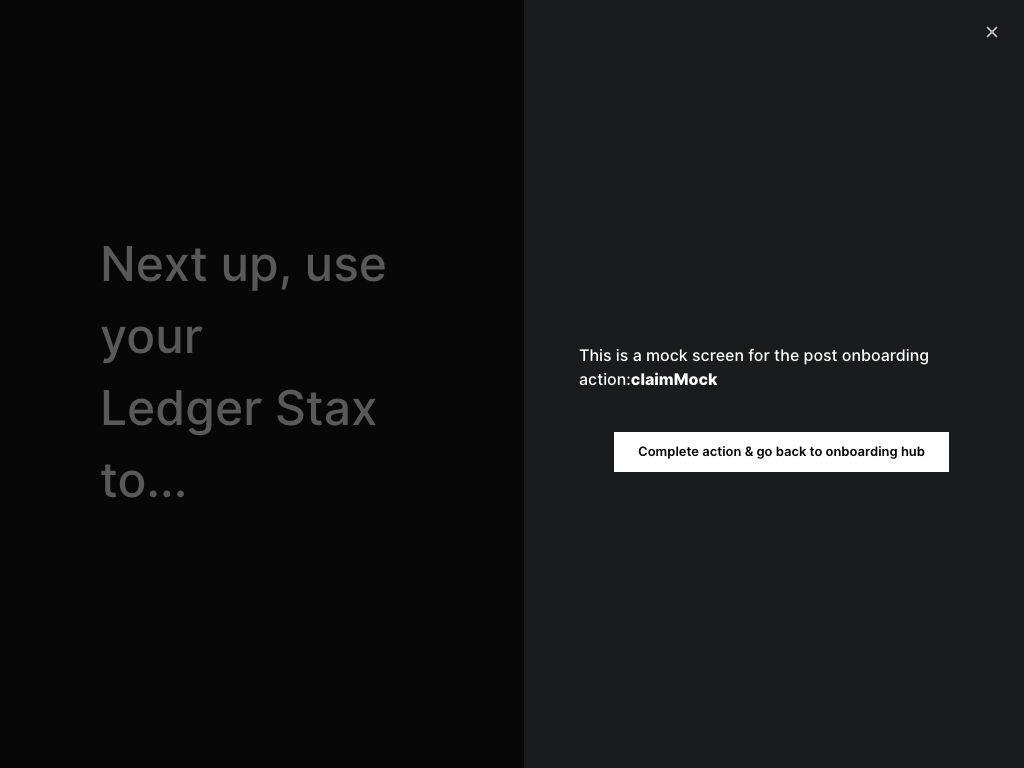 Next up, use
your
Ledger Stax
to...
This is a mock screen for the post onboarding
action:claimMock
Complete action & go back to onboarding hub